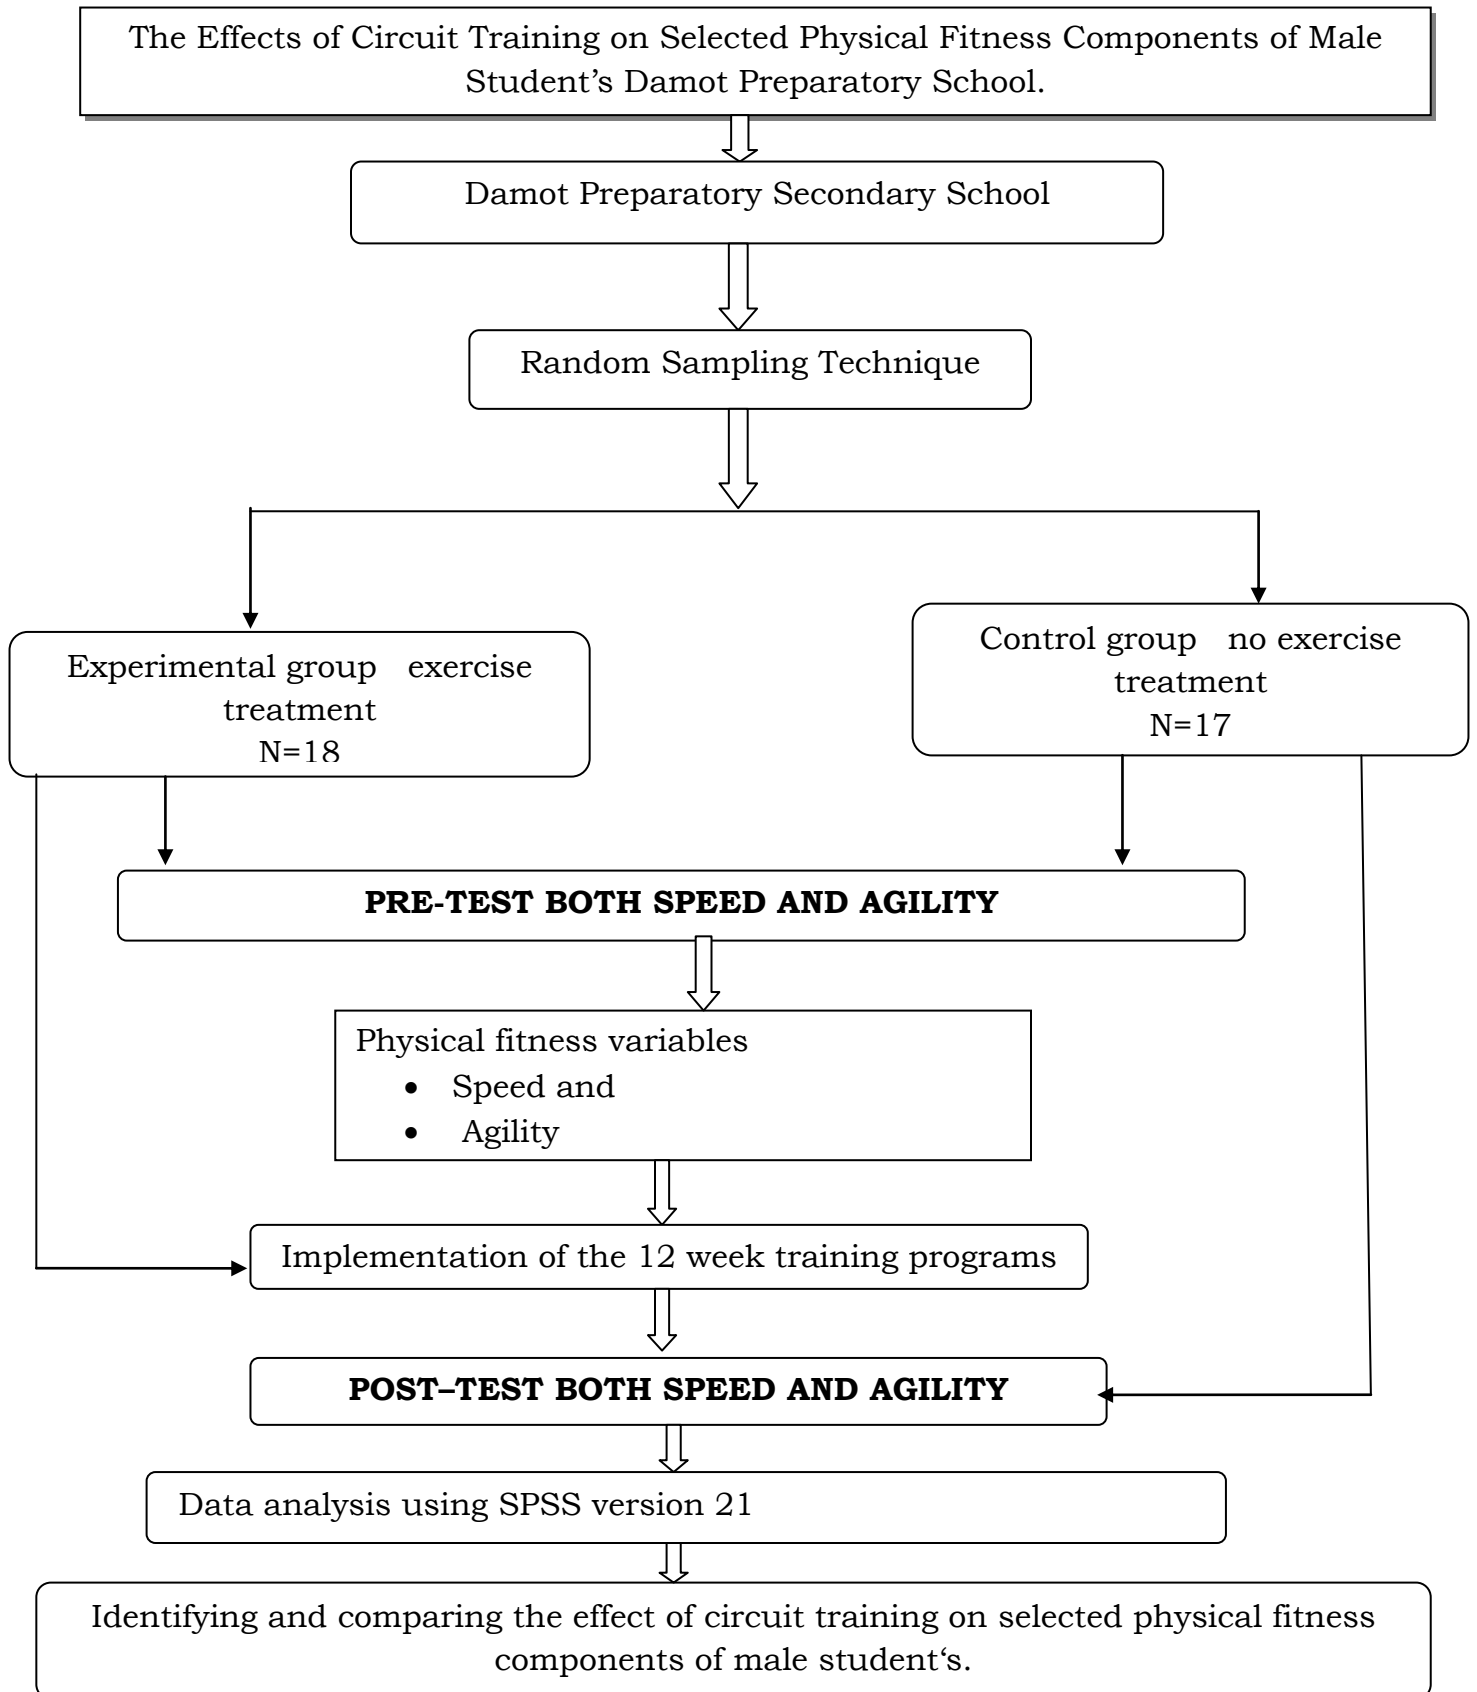 The Effects of Circuit Training on Selected Physical Fitness Components of Male
Student’s Damot Preparatory School.
Damot Preparatory Secondary School
Random Sampling Technique
Experimental group   exercise
treatment
N=18
Control group   no exercise
treatment
N=17
PRE-TEST BOTH SPEED AND AGILITY
Physical fitness variables
• Speed and
• Agility
Implementation of the 12 week training programs
POST–TEST BOTH SPEED AND AGILITY
Data analysis using SPSS version 21
Identifying and comparing the effect of circuit training on selected physical fitness
components of male student‘s.